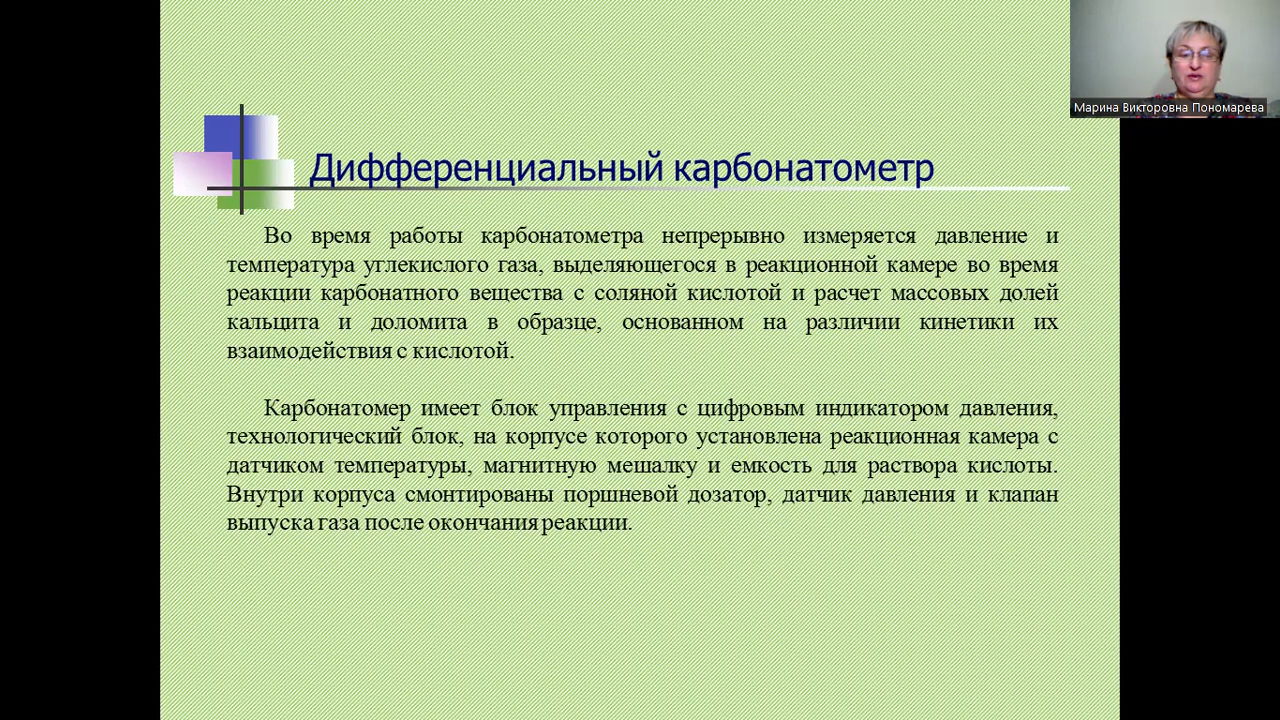 Марина Викторовна Пономарева
Дифференциальный карбонатометр
Во время работы карбонатометра непрерывно измеряется давление и
температура углекислого газа, выделяющегося в реакционной камере во время
реакции карбонатного вещества с соляной кислотой и расчет массовых долей
кальцита и доломита в образце, основанном на различии кинетики их
взаимодействия с кислотой.
Карбонатомер имеет блок управления с цифровым индикатором давления,
технологический блок, на корпусе которого установлена реакционная камера с
датчиком температуры, магнитную мешалку и емкость для раствора кислоты.
Внутри корпуса смонтированы поршневой дозатор, датчик давления и клапан
выпуска газа после окончания реакции.